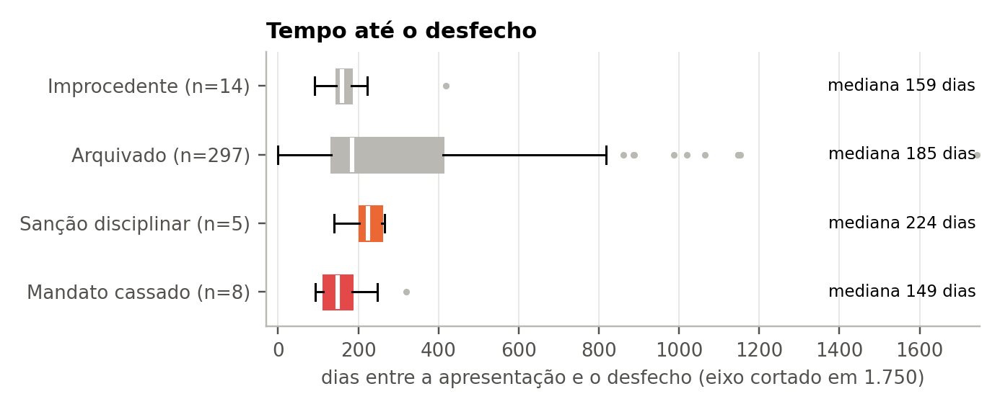 Tempo até o desfecho
Improcedente (n=14)
mediana 159 dias
Arquivado (n=297)
mediana 185 dias
Sanção disciplinar (n=5)
mediana 224 dias
Mandato cassado (n=8)
mediana 149 dias
0 200 400 600 800 1000 1200 1400 1600
dias entre a apresentação e o desfecho (eixo cortado em 1.750)